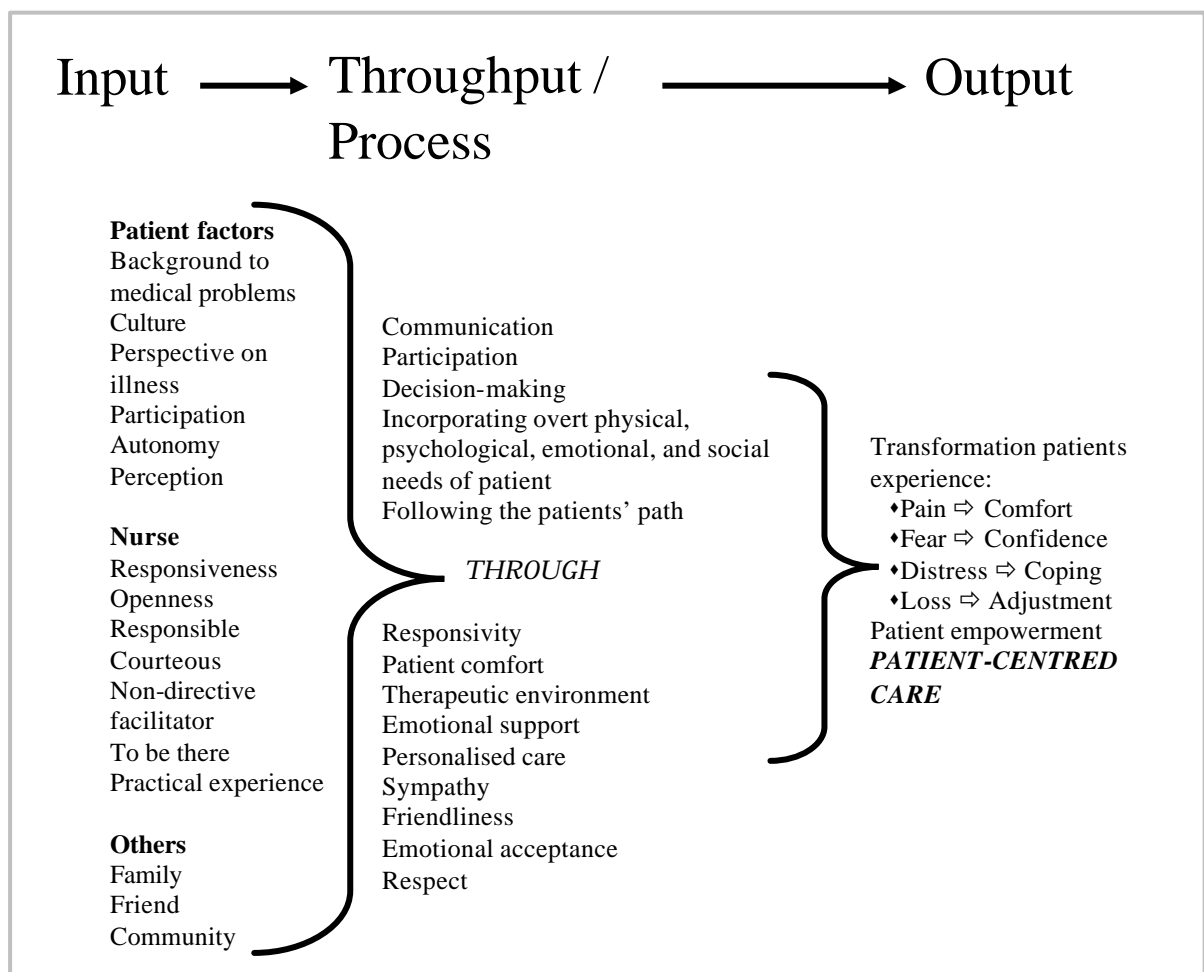 Input
Throughput /
Process
Output
Patient factors
Background to
medical problems
Culture
Perspective on
illness
Participation
Autonomy
Perception
Nurse
Responsiveness
Openness
Responsible
Courteous
Non-directive
facilitator
To be there
Practical experience
Others
Family
Friend
Community
Communication
Participation
Decision-making
Incorporating overt physical,
psychological, emotional, and social
needs of patient
Following the patients’ path
THROUGH
Responsivity
Patient comfort
Therapeutic environment
Emotional support
Personalised care
Sympathy
Friendliness
Emotional acceptance
Respect
Transformation patients
experience:
♦Pain ⇨ Comfort
♦Fear ⇨ Confidence
♦Distress ⇨ Coping
♦Loss ⇨ Adjustment
Patient empowerment
PATIENT-CENTRED
CARE